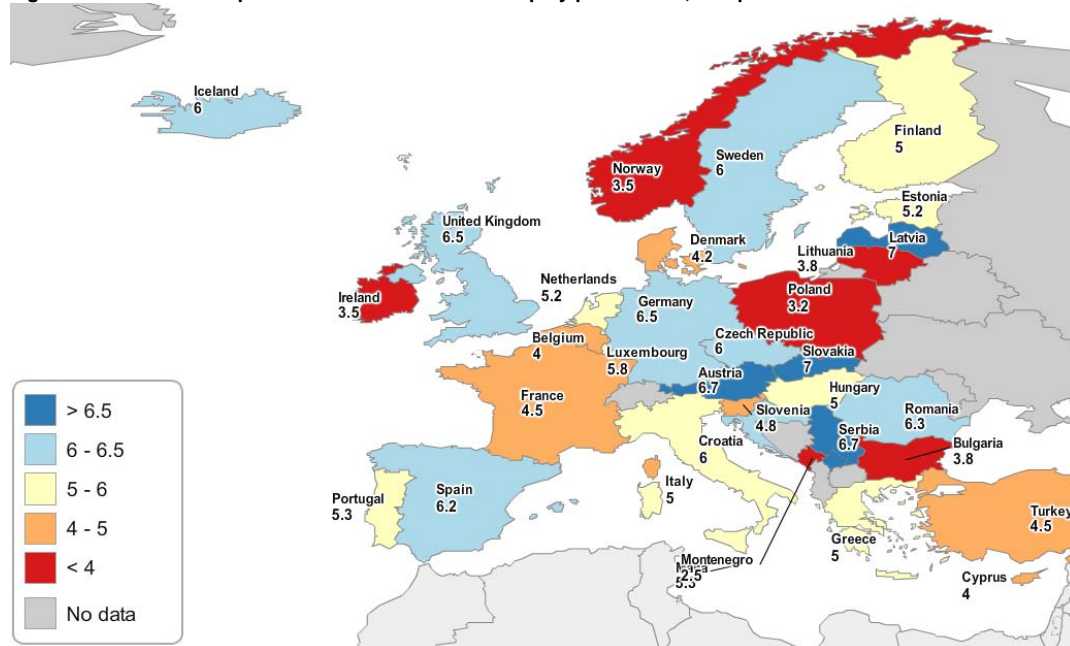 Iceland
6
Norway
3.5
Sweden
6
Finland
5
Estonia
5.2
Latvia
7
Lithuania
3.8
United Kingdom
6.5
Denmark
4.2
Ireland
3.5
Netherlands
5.2
Germany
6.5
Poland
3.2
Belgium
4
Luxembourg
5.8
Czech Republic
6
Slovakia
7
Austria
6.7
Hungary
5
France
4.5
Slovenia
4.8
Romania
6.3
Croatia
6
Serbia
6.7
Bulgaria
3.8
Portugal
5.3
Spain
6.2
Italy
5
Greece
5
Turkey
4.5
Montenegro
2.5
Cyprus
4
> 6.5
6 - 6.5
5 - 6
4 - 5
< 4
No data